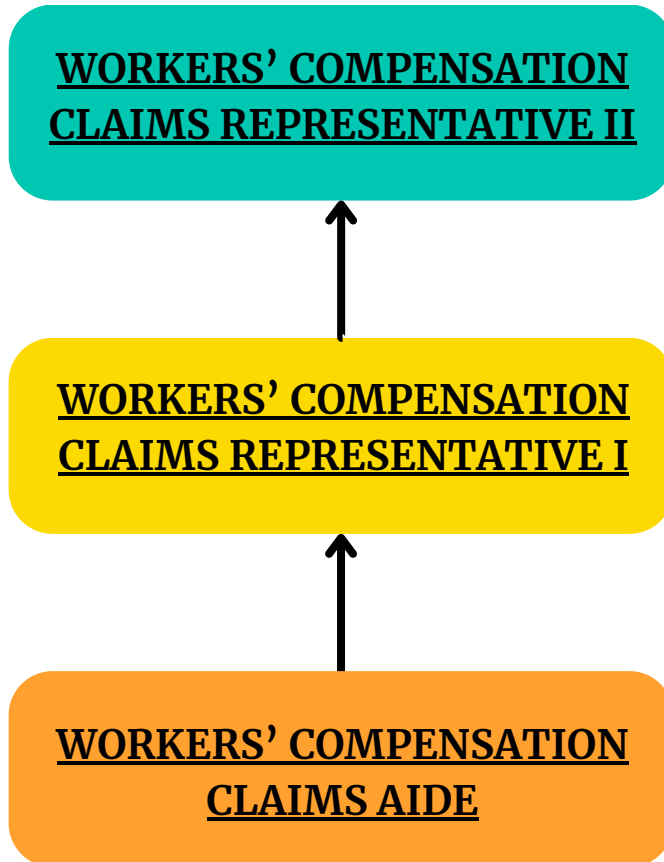 WORKERS’ COMPENSATION
CLAIMS REPRESENTATIVE II
WORKERS’ COMPENSATION
CLAIMS REPRESENTATIVE I
WORKERS’ COMPENSATION
CLAIMS AIDE